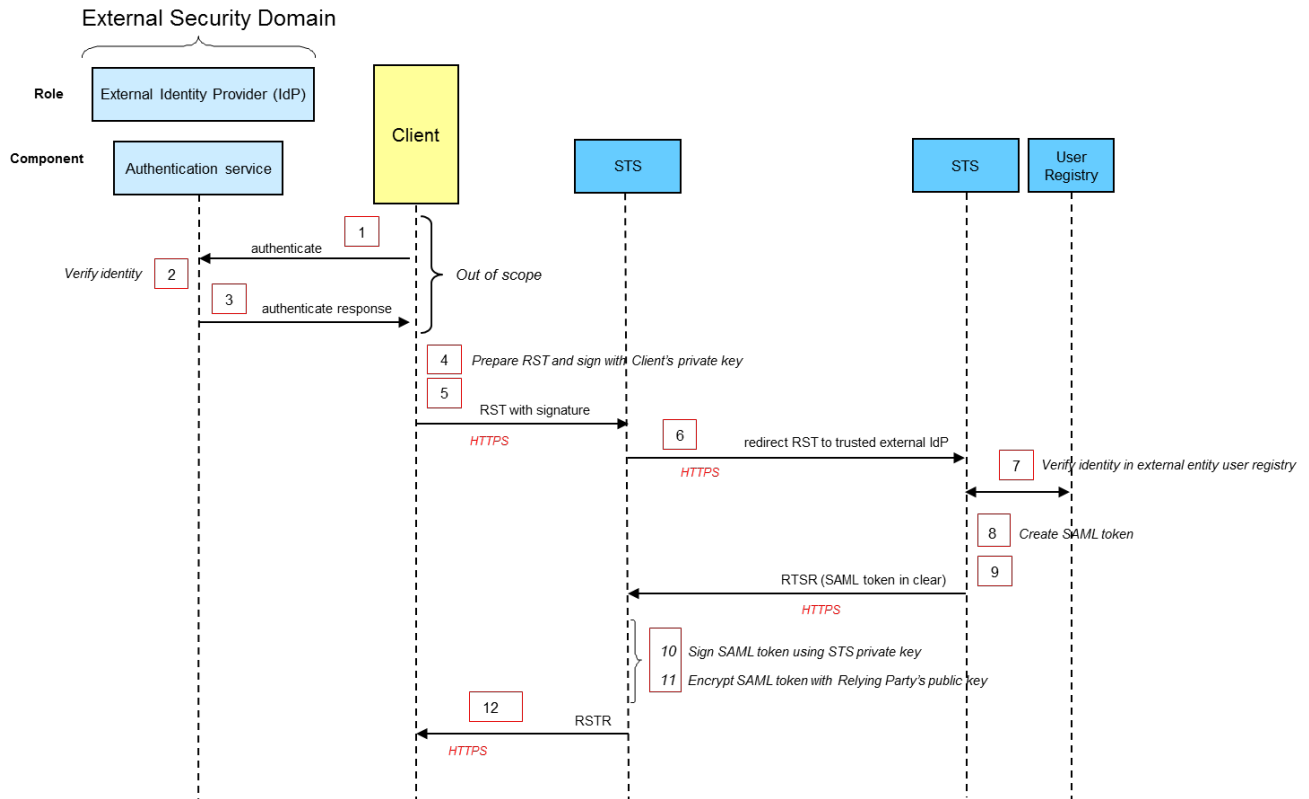 External Security Domain
Role
External Identity Provider (IdP)
Client
Component
Authentication service
STS
STS
User
Registry
1
authenticate
Verify identity
2
Out of scope
3
authenticate response
4
Prepare RST and sign with Client's private key
5
RST with signature
HTTPS
6
redirect RST to trusted external IdP
HTTPS
7
Verify identity in external entity user registry
8
Create SAML token
9
RTSR (SAML token in clear)
HTTPS
10
Sign SAML token using STS private key
11
Encrypt SAML token with Relying Party's public key
12
RSTR
HTTPS